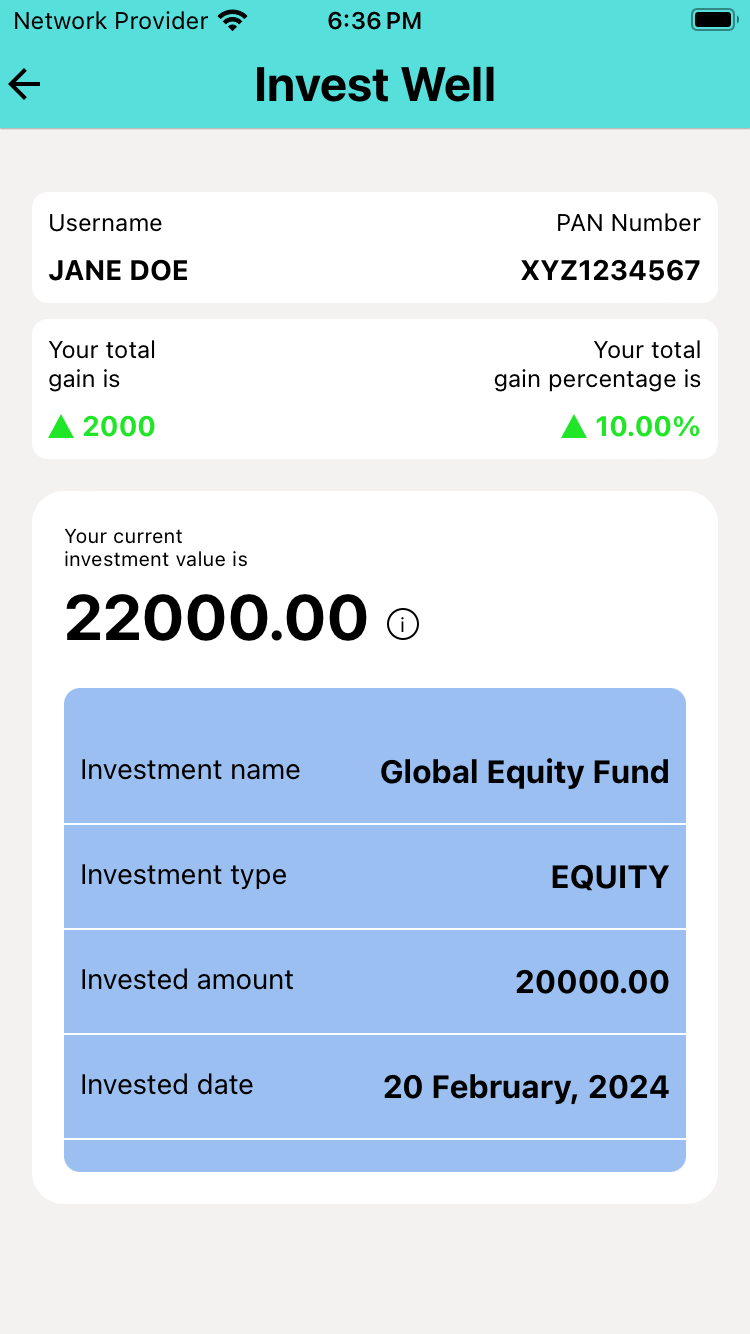 Network Provider 6:36 PM
Invest Well
Username PAN Number
JANE DOE XYZ1234567
Your total Your total
gain is gain percentage is
▲ 2000 ▲ 10.00%
Your current
investment value is
22000.00 i
Investment name Global Equity Fund
Investment type EQUITY
Invested amount 20000.00
Invested date 20 February, 2024